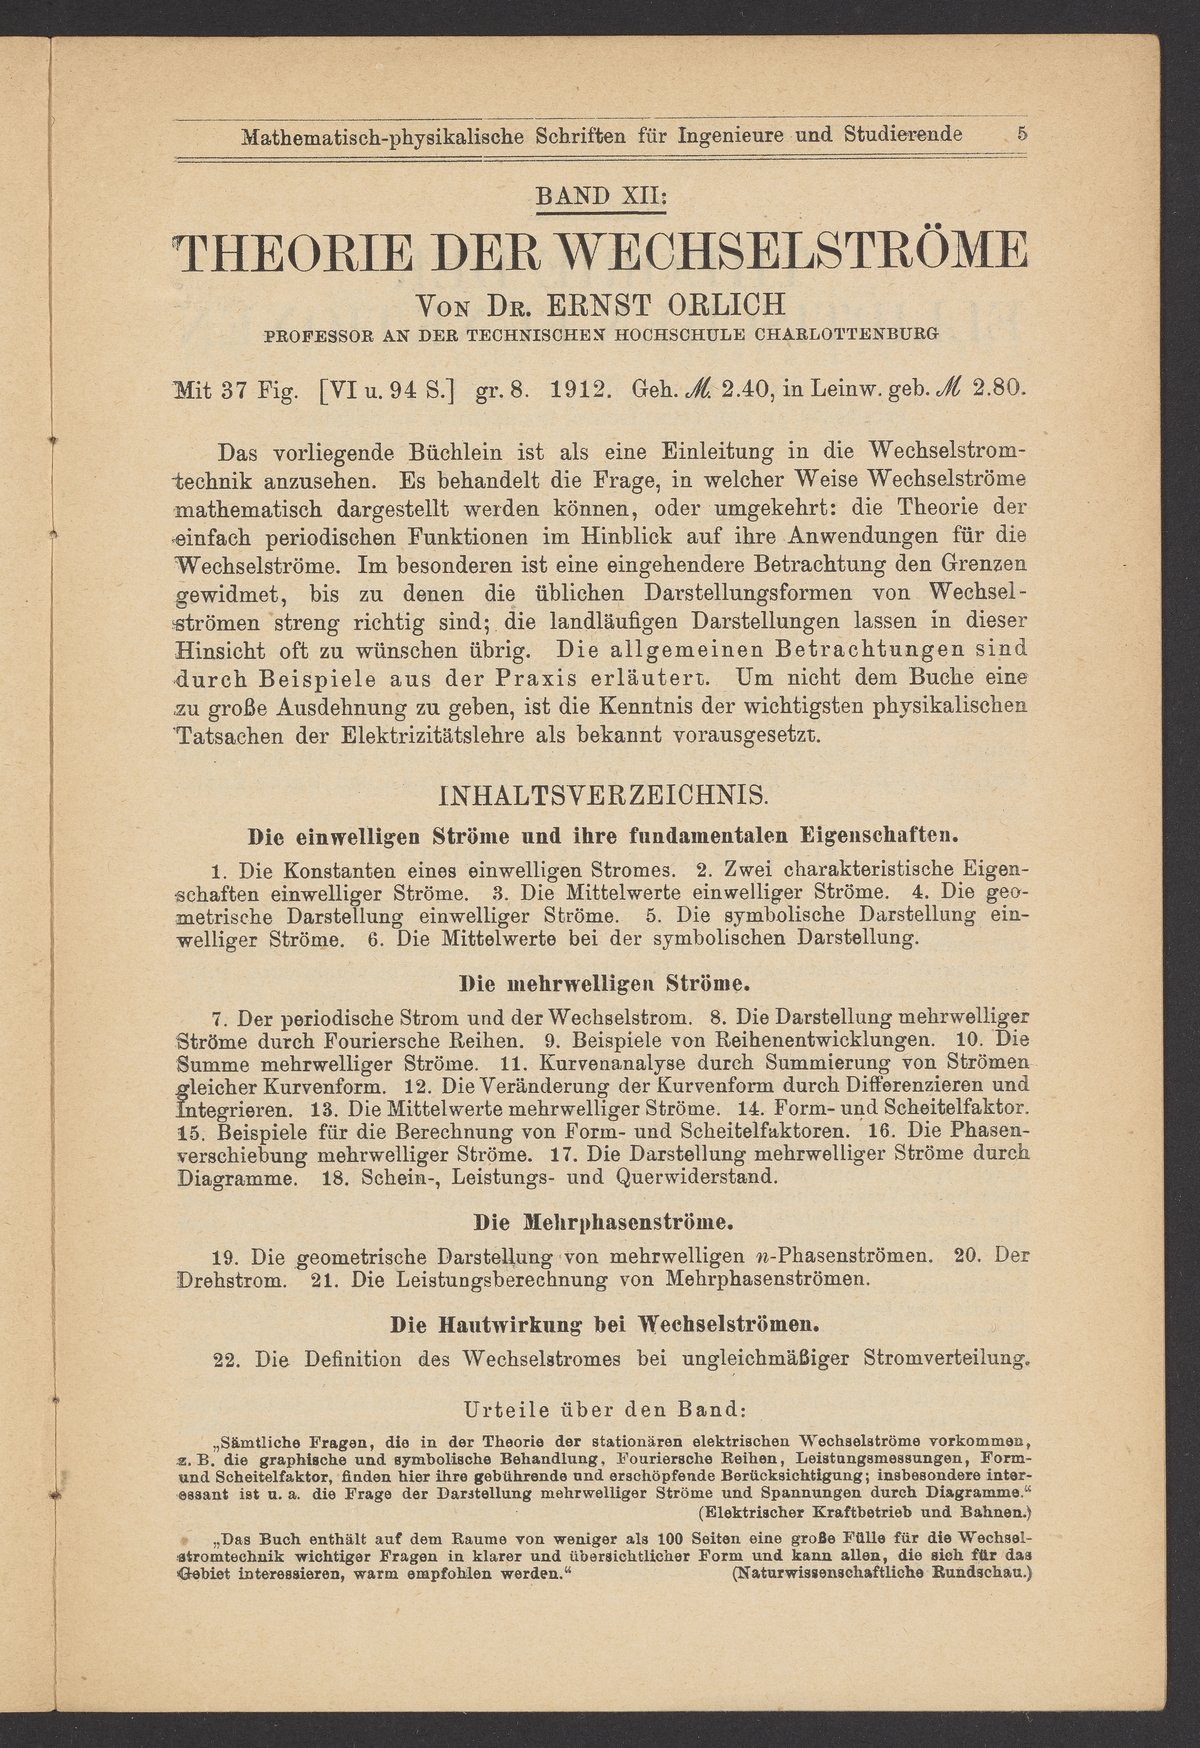 Mathematisch-physikalische Schriften für Ingenieure und Studierende 5
BAND XII:
THEORIE DER WECHSELSTRÖME
VON DR. ERNST ORLICH
PROFESSOR AN DER TECHNISCHEN HOCHSCHULE CHARLOTTENBURG
Mit 37 Fig. [VI u. 94 S.] gr. 8. 1912. Geh. ℳ. 2.40, in Leinw. geb. ℳ 2.80.
Das vorliegende Büchlein ist als eine Einleitung in die Wechselstrom-
technik anzusehen. Es behandelt die Frage, in welcher Weise Wechselströme
mathematisch dargestellt werden können, oder umgekehrt: die Theorie der
einfach periodischen Funktionen im Hinblick auf ihre Anwendungen für die
Wechselströme. Im besonderen ist eine eingehendere Betrachtung den Grenzen
gewidmet, bis zu denen die üblichen Darstellungsformen von Wechsel-
strömen streng richtig sind; die landläufigen Darstellungen lassen in dieser
Hinsicht oft zu wünschen übrig. Die allgemeinen Betrachtungen sind
durch Beispiele aus der Praxis erläutert. Um nicht dem Buche eine
zu große Ausdehnung zu geben, ist die Kenntnis der wichtigsten physikalischen
Tatsachen der Elektrizitätslehre als bekannt vorausgesetzt.
INHALTSVERZEICHNIS.
Die einwelligen Ströme und ihre fundamentalen Eigenschaften.
1. Die Konstanten eines einwelligen Stromes. 2. Zwei charakteristische Eigen-
schaften einwelliger Ströme. 3. Die Mittelwerte einwelliger Ströme. 4. Die geo-
metrische Darstellung einwelliger Ströme. 5. Die symbolische Darstellung ein-
welliger Ströme. 6. Die Mittelwerte bei der symbolischen Darstellung.
Die mehrwelligen Ströme.
7. Der periodische Strom und der Wechselstrom. 8. Die Darstellung mehrwelliger
Ströme durch Fouriersche Reihen. 9. Beispiele von Reihenentwicklungen. 10. Die
Summe mehrwelliger Ströme. 11. Kurvenanalyse durch Summierung von Strömen
gleicher Kurvenform. 12. Die Veränderung der Kurvenform durch Differenzieren und
Integrieren. 13. Die Mittelwerte mehrwelliger Ströme. 14. Form- und Scheitelfaktor.
15. Beispiele für die Berechnung von Form- und Scheitelfaktoren. 16. Die Phasen-
verschiebung mehrwelliger Ströme. 17. Die Darstellung mehrwelliger Ströme durch
Diagramme. 18. Schein-, Leistungs- und Querwiderstand.
Die Mehrphasenströme.
19. Die geometrische Darstellung von mehrwelligen n-Phasenströmen. 20. Der
Drehstrom. 21. Die Leistungsberechnung von Mehrphasenströmen.
Die Hautwirkung bei Wechselströmen.
22. Die Definition des Wechselstromes bei ungleichmäßiger Stromverteilung.
Urteile über den Band:
„Sämtliche Fragen, die in der Theorie der stationären elektrischen Wechselströme vorkommen,
z. B. die graphische und symbolische Behandlung, Fouriersche Reihen, Leistungsmessungen, Form-
und Scheitelfaktor, finden hier ihre gebührende und erschöpfende Berücksichtigung; insbesondere inter-
essant ist u. a. die Frage der Darstellung mehrwelliger Ströme und Spannungen durch Diagramme.“
(Elektrischer Kraftbetrieb und Bahnen.)
„Das Buch enthält auf dem Raume von weniger als 100 Seiten eine große Fülle für die Wechsel-
stromtechnik wichtiger Fragen in klarer und übersichtlicher Form und kann allen, die sich für das
Gebiet interessieren, warm empfohlen werden.“ (Naturwissenschaftliche Rundschau.)